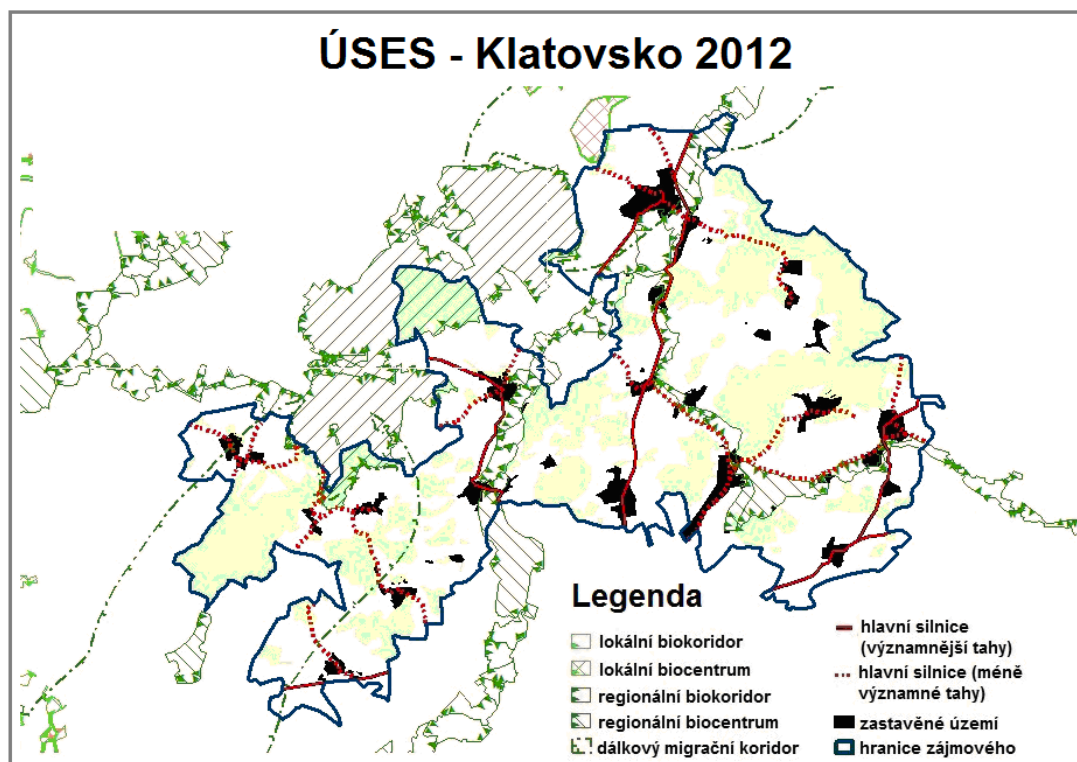 ÚSES - Klatovsko 2012
Legenda
lokální biokoridor
lokální biocentrum
regionální biokoridor
regionální biocentrum
dálkový migrační koridor
hlavní silnice
(významnější tahy)
hlavní silnice (méně
významné tahy)
zastavěné území
hranice zájmového